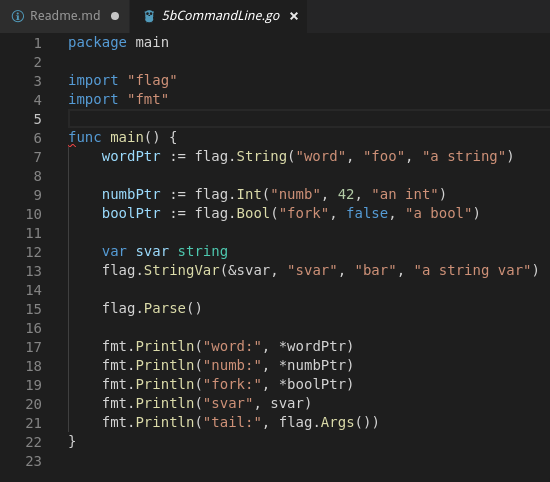 Readme.md 5bCommandLine.go
1 package main
2
3 import "flag"
4 import "fmt"
5
6 func main() {
7     wordPtr := flag.String("word", "foo", "a string")
8
9     numbPtr := flag.Int("numb", 42, "an int")
10     boolPtr := flag.Bool("fork", false, "a bool")
11
12     var svar string
13     flag.StringVar(&svar, "svar", "bar", "a string var")
14
15     flag.Parse()
16
17     fmt.Println("word:", *wordPtr)
18     fmt.Println("numb:", *numbPtr)
19     fmt.Println("fork:", *boolPtr)
20     fmt.Println("svar", svar)
21     fmt.Println("tail:", flag.Args())
22 }
23